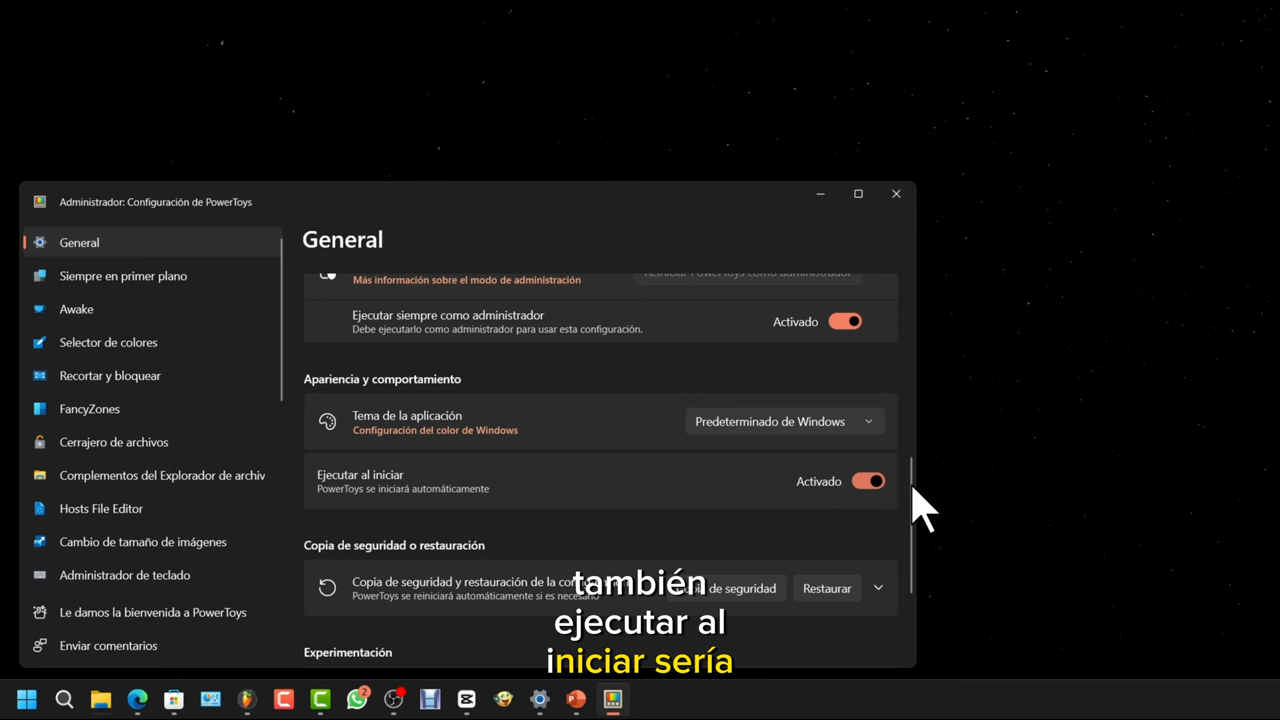 Administrador: Configuración de PowerToys
General
Siempre en primer plano
Awake
Selector de colores
Recortar y bloquear
FancyZones
Cerrajero de archivos
Complementos del Explorador de archiv
Hosts File Editor
Cambio de tamaño de imágenes
Administrador de teclado
Le damos la bienvenida a PowerToys
Enviar comentarios
General
Más información sobre el modo de administración
Reiniciar PowerToys como administrador
Ejecutar siempre como administrador
Debe ejecutarlo como administrador para usar esta configuración.
Activado
Apariencia y comportamiento
Tema de la aplicación
Configuración del color de Windows
Predeterminado de Windows
Ejecutar al iniciar
PowerToys se iniciará automáticamente
Activado
Copia de seguridad o restauración
Copia de seguridad y restauración de la
PowerToys se reiniciará automáticamente si es necesario
de seguridad
Restaurar
Experimentación
también
ejecutar al
iniciar sería
2